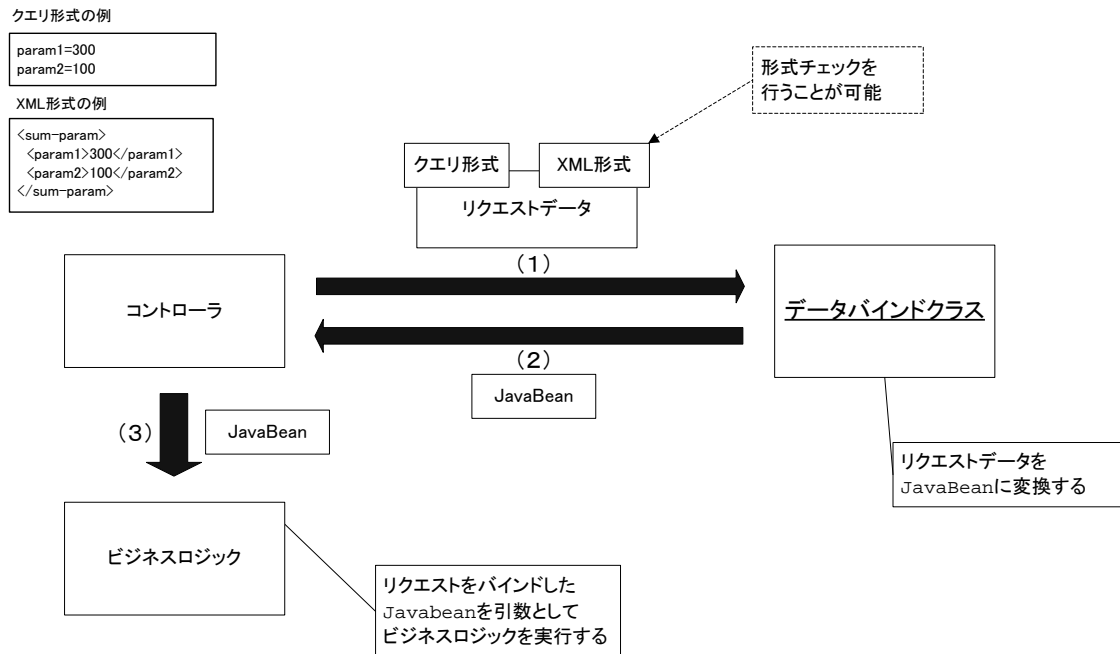 クエリ形式の例
param1=300
param2=100
XML形式の例
<sum-param>
<param1>300</param1>
<param2>100</param2>
</sum-param>
形式チェックを
行うことが可能
クエリ形式
XML形式
リクエストデータ
(1)
コントローラ
データバインドクラス
(2)
JavaBean
(3)
JavaBean
リクエストデータを
JavaBeanに変換する
ビジネスロジック
リクエストをバインドした
Javabeanを引数として
ビジネスロジックを実行する